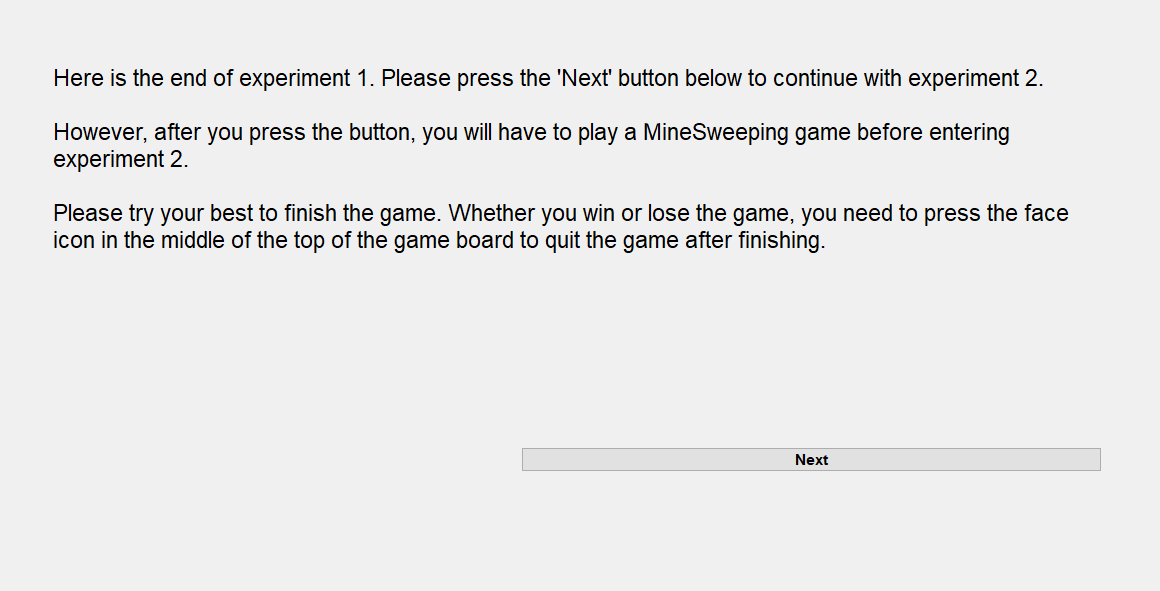 Here is the end of experiment 1. Please press the 'Next' button below to continue with experiment 2.
However, after you press the button, you will have to play a MineSweeping game before entering
experiment 2.
Please try your best to finish the game. Whether you win or lose the game, you need to press the face
icon in the middle of the top of the game board to quit the game after finishing.
Next